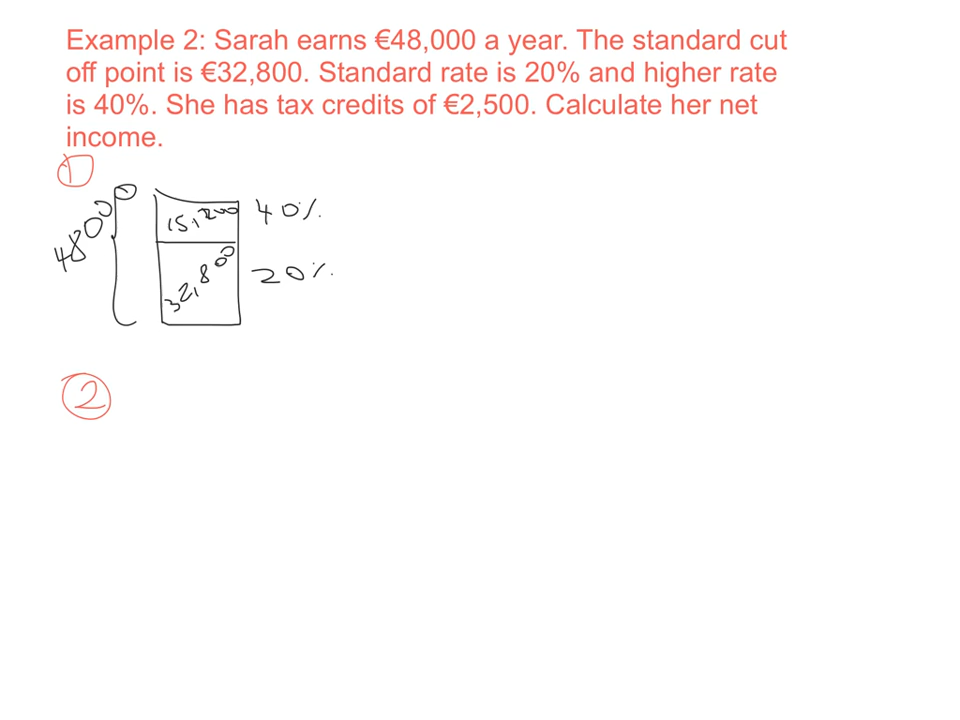 Example 2: Sarah earns €48,000 a year. The standard cut
off point is €32,800. Standard rate is 20% and higher rate
is 40%. She has tax credits of €2,500. Calculate her net
income.
1
48000
15,200 40%
32,800 20%
2